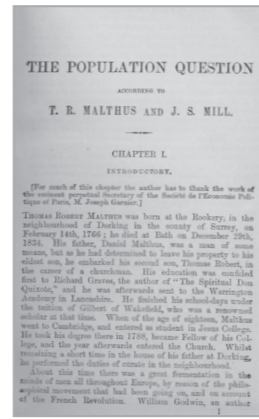 THE POPULATION QUESTION
ACCORDING TO
T. R. MALTHUS AND J. S. MILL.
CHAPTER I.
INTRODUCTORY.
[For much of this chapter the author has to thank the work of
the eminent perpetual Secretary of the Société de l'Economie Poli-
tique of Paris, M. Joseph Garnier.]
THOMAS ROBERT MALTHUS was born at the Rookery, in the
neighbourhood of Dorking in the county of Surrey, on
February 14th, 1766; he died at Bath on December 29th,
1834. His father, Daniel Malthus, was a man of some
means, but as he had determined to leave his property to his
eldest son, he embarked his second son, Thomas Robert, in
the career of a churchman. His education was confided
first to Richard Graves, the author of "The Spiritual Don
Quixote," and he was afterwards sent to the Warrington
Academy in Lancashire. He finished his school-days under
the tuition of Gilbert of Wakefield, who was a renowned
scholar at that time. When of the age of eighteen, Malthus
went to Cambridge, and entered as student in Jesus College.
He took his degree there in 1788, became Fellow of his Col-
lege, and the year afterwards entered the Church. Whilst
remaining a short time in the house of his father at Dorking,
he performed the duties of curate in the neighbourhood.
About this time there was a great fermentation in the
minds of men all throughout Europe, by reason of the philo-
sophical movement that had been going on, and on account
of the French Revolution. William Godwin, an author
1